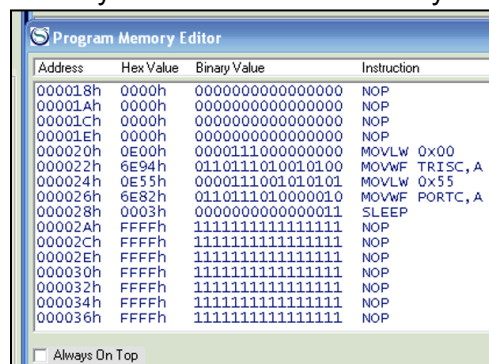 Program Memory Editor
Address Hex Value Binary Value Instruction
000018h 0000h 0000000000000000 NOP
00001Ah 0000h 0000000000000000 NOP
00001Ch 0000h 0000000000000000 NOP
00001Eh 0000h 0000000000000000 NOP
000020h 0E00h 0000111000000000 MOVLW 0x00
000022h 6E94h 0110111010010100 MOVWF TRISC,A
000024h 0E55h 0000111001010101 MOVLW 0x55
000026h 6E82h 0110111010000010 MOVWF PORTC,A
000028h 0003h 0000000000000011 SLEEP
00002Ah FFFFh 1111111111111111 NOP
00002Ch FFFFh 1111111111111111 NOP
00002Eh FFFFh 1111111111111111 NOP
000030h FFFFh 1111111111111111 NOP
000032h FFFFh 1111111111111111 NOP
000034h FFFFh 1111111111111111 NOP
000036h FFFFh 1111111111111111 NOP
Always On Top